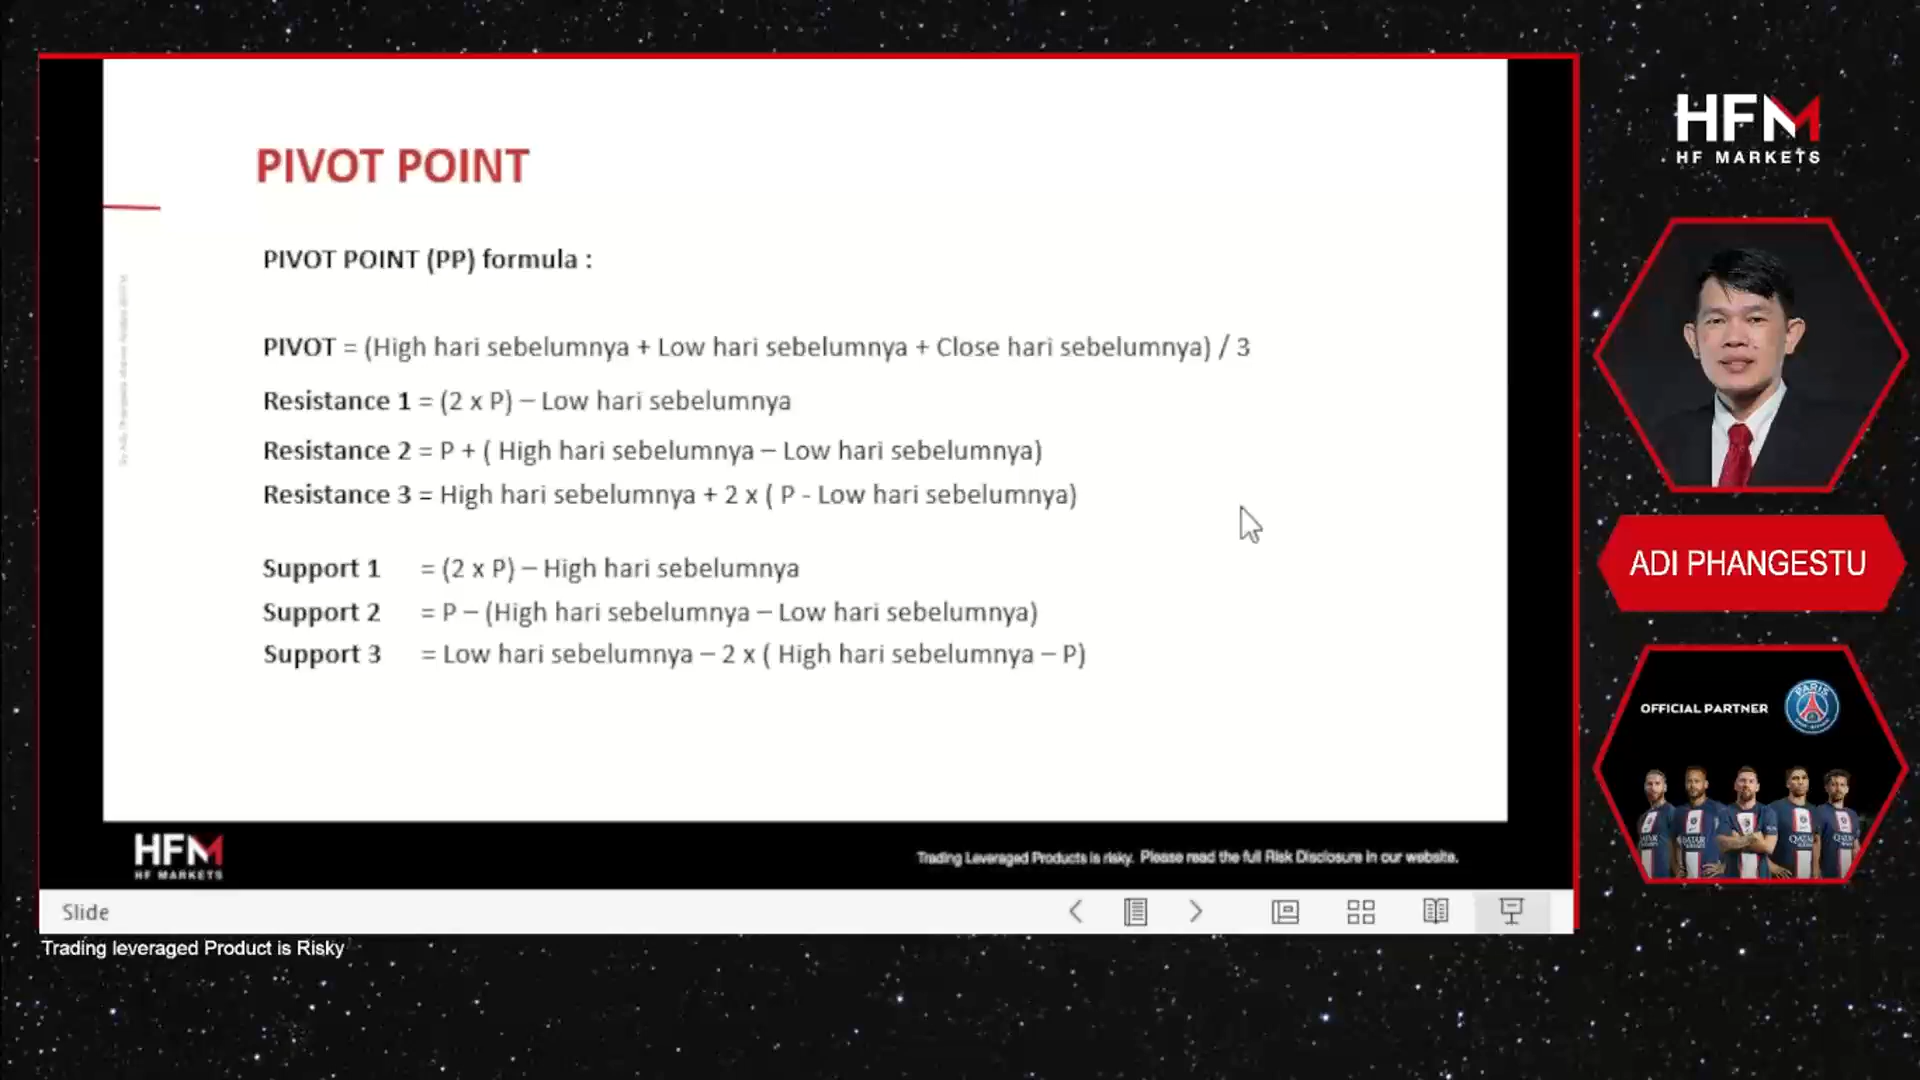 PIVOT POINT
PIVOT POINT (PP) formula :
PIVOT = (High hari sebelumnya + Low hari sebelumnya + Close hari sebelumnya) / 3
Resistance 1 = (2 x P) – Low hari sebelumnya
Resistance 2 = P + ( High hari sebelumnya – Low hari sebelumnya)
Resistance 3 = High hari sebelumnya + 2 x ( P - Low hari sebelumnya)
Support 1 = (2 x P) – High hari sebelumnya
Support 2 = P – (High hari sebelumnya – Low hari sebelumnya)
Support 3 = Low hari sebelumnya – 2 x ( High hari sebelumnya – P)
HFM
HF MARKETS
Trading Leveraged Products is risky. Please read the full Risk Disclosure in our website.
Slide
Trading leveraged Product is Risky
HFM
HF MARKETS
ADI PHANGESTU
OFFICIAL PARTNER
PARIS